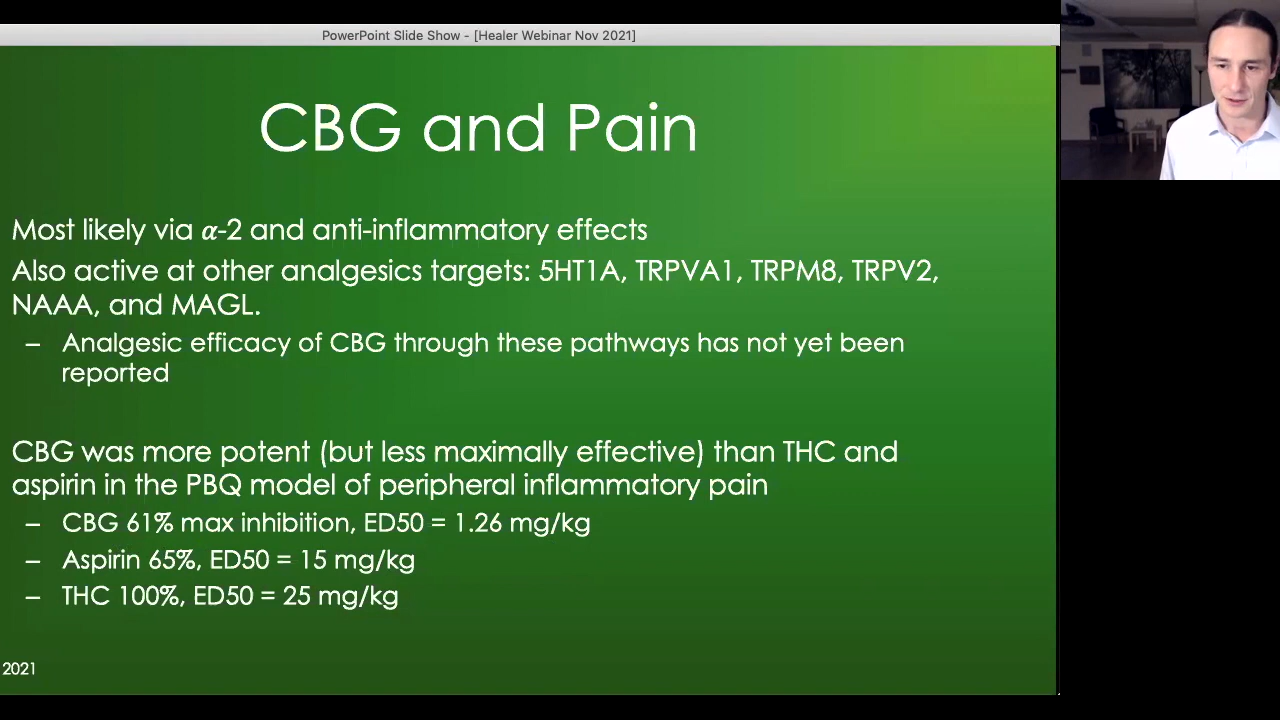 PowerPoint Slide Show - [Healer Webinar Nov 2021]
CBG and Pain
Most likely via α-2 and anti-inflammatory effects
Also active at other analgesics targets: 5HT1A, TRPVA1, TRPM8, TRPV2,
NAAA, and MAGL.
– Analgesic efficacy of CBG through these pathways has not yet been
reported
CBG was more potent (but less maximally effective) than THC and
aspirin in the PBQ model of peripheral inflammatory pain
– CBG 61% max inhibition, ED50 = 1.26 mg/kg
– Aspirin 65%, ED50 = 15 mg/kg
– THC 100%, ED50 = 25 mg/kg
2021